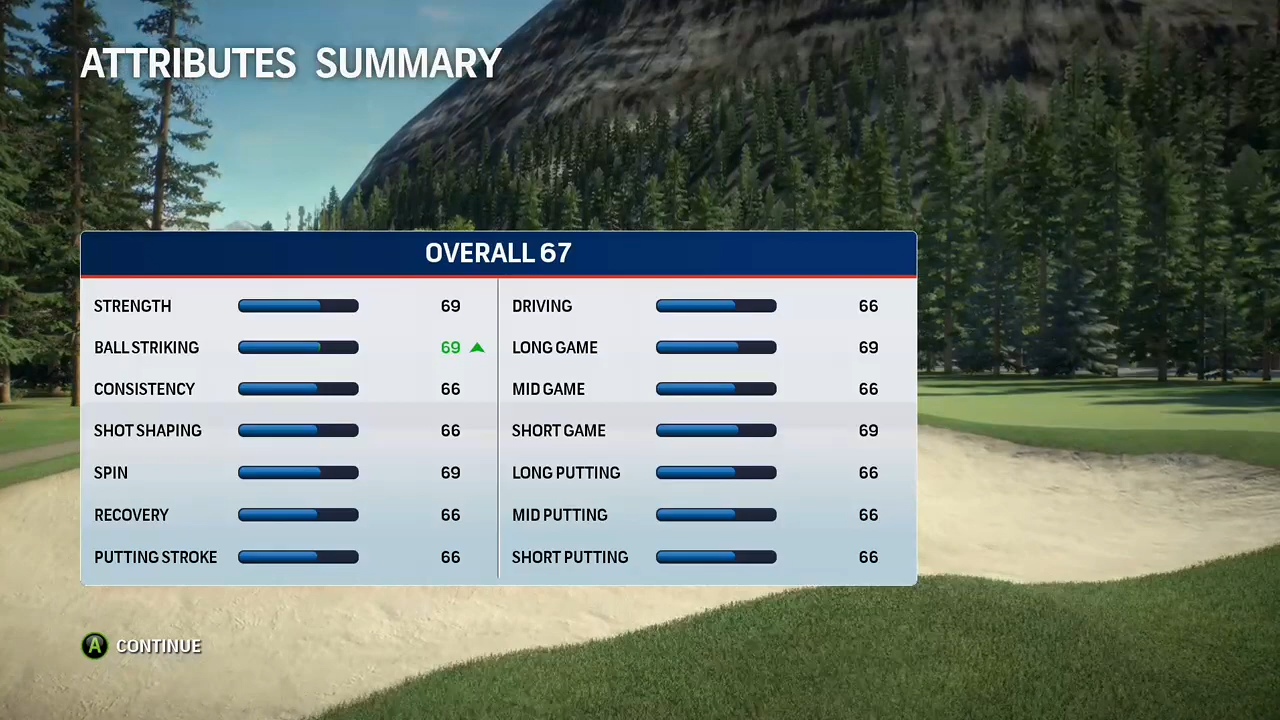 ATTRIBUTES SUMMARY
OVERALL 67
STRENGTH 69
BALL STRIKING 69
CONSISTENCY 66
SHOT SHAPING 66
SPIN 69
RECOVERY 66
PUTTING STROKE 66
DRIVING 66
LONG GAME 69
MID GAME 66
SHORT GAME 69
LONG PUTTING 66
MID PUTTING 66
SHORT PUTTING 66
A CONTINUE